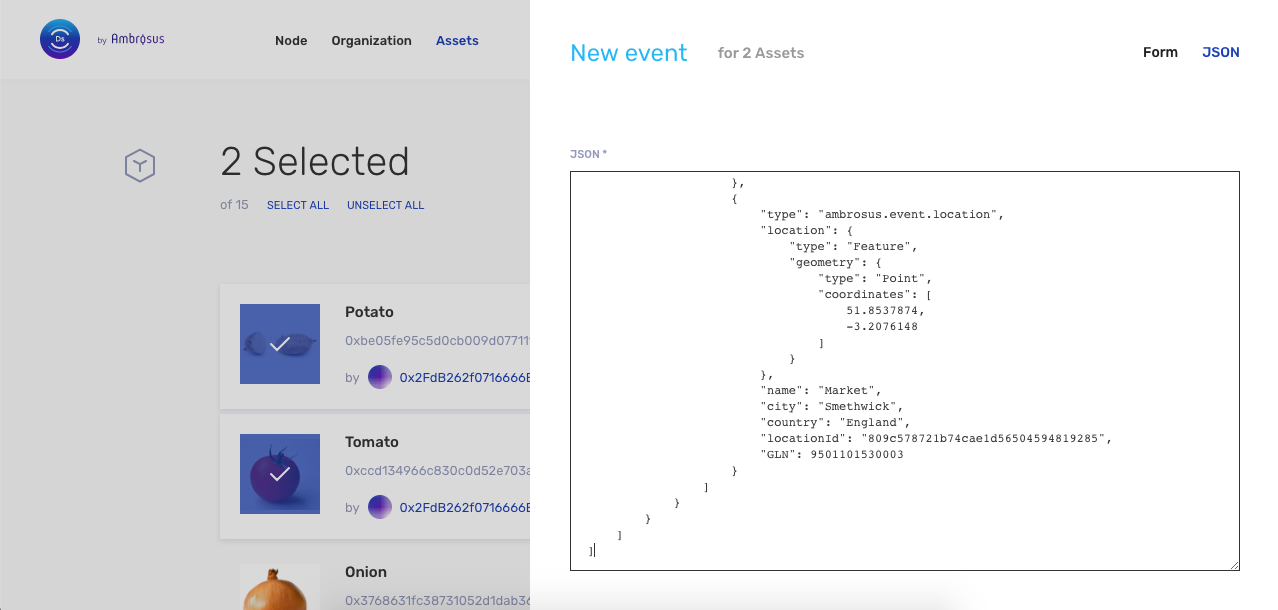 Ds by Ambrosus
Node Organization Assets
2 Selected
of 15 SELECT ALL UNSELECT ALL
Potato
0xbe05fe95c5d0cb009d07711
by 0x2FdB262f0716666E
Tomato
0xccd134966c830c0d52e703a
by 0x2FdB262f0716666E
Onion
0x3768631fc38731052d1dab36
New event for 2 Assets Form JSON
JSON *
},
{
"type": "ambrosus.event.location",
"location": {
"type": "Feature",
"geometry": {
"type": "Point",
"coordinates": [
51.8537874,
-3.2076148
]
}
},
"name": "Market",
"city": "Smethwick",
"country": "England",
"locationId": "809c578721b74cae1d56504594819285",
"GLN": 9501101530003
}
]
}
}
]
]